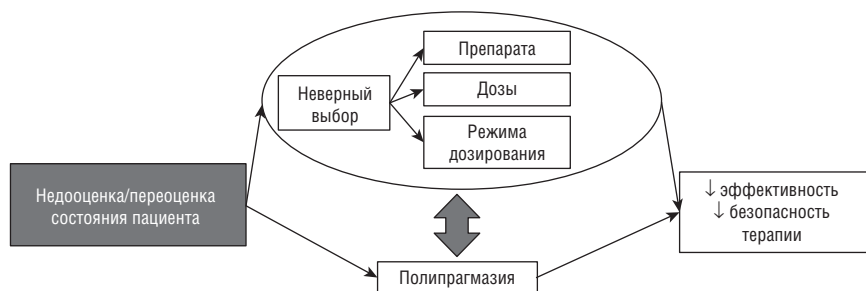 Препарата
Неверный
выбор
Дозы
Режима
дозирования
Недооценка/переоценка
состояния пациента
↓ эффективность
↓ безопасность
терапии
Полипрагмазия